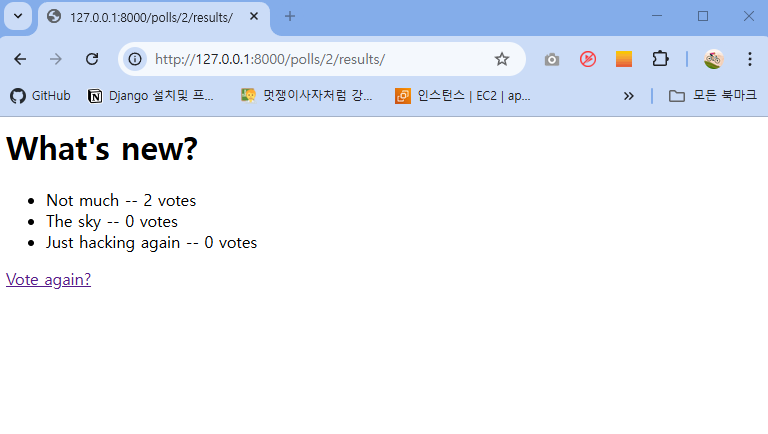 127.0.0.1:8000/polls/2/results/
http://127.0.0.1:8000/polls/2/results/
GitHub Django 설치및 프... 멋쟁이사자처럼 강... 인스턴스 | EC2 | ap... 모든 북마크
What's new?
Not much -- 2 votes
The sky -- 0 votes
Just hacking again -- 0 votes
Vote again?